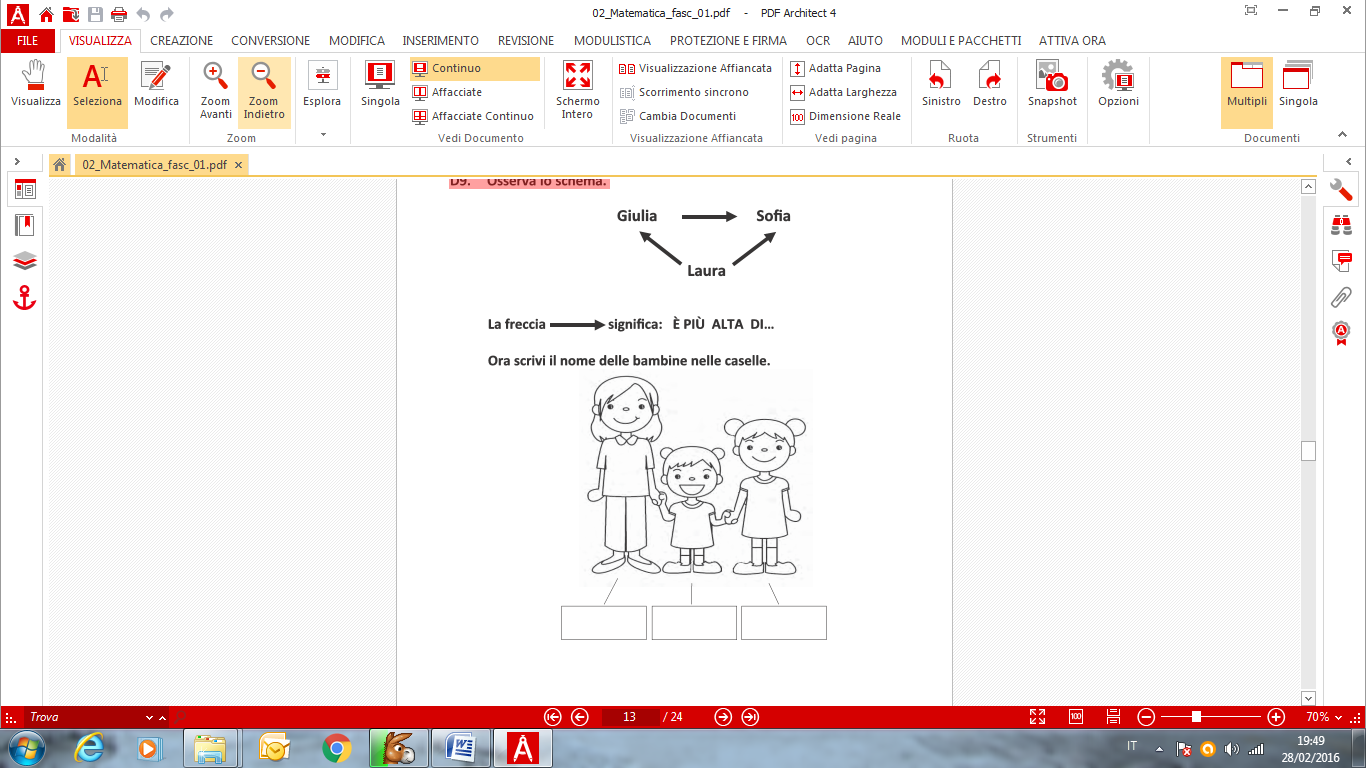 02_Matematica_fasc_01.pdf - PDF Architect 4
FILE VISUALIZZA CREAZIONE CONVERSIONE MODIFICA INSERIMENTO REVISIONE MODULISTICA PROTEZIONE E FIRMA OCR AIUTO MODULI E PACCHETTI ATTIVA ORA
Visualizza
Seleziona
Modifica
Modalità
Zoom Avanti
Zoom Indietro
Zoom
Esplora
Singola
Continuo
Affacciate
Affacciate Continuo
Vedi Documento
Schermo Intero
Visualizzazione Affiancata
Scorrimento sincrono
Cambia Documenti
Visualizzazione Affiancata
Adatta Pagina
Adatta Larghezza
100 Dimensione Reale
Vedi pagina
Sinistro
Destro
Ruota
Snapshot
Strumenti
Opzioni
Multipli
Singola
Documenti
02_Matematica_fasc_01.pdf
D9. Osserva lo schema.
Giulia Sofia
Laura
La freccia significa: È PIÙ ALTA DI...
Ora scrivi il nome delle bambine nelle caselle.
Trova
13 / 24
100
70%
IT
19:49
28/02/2016